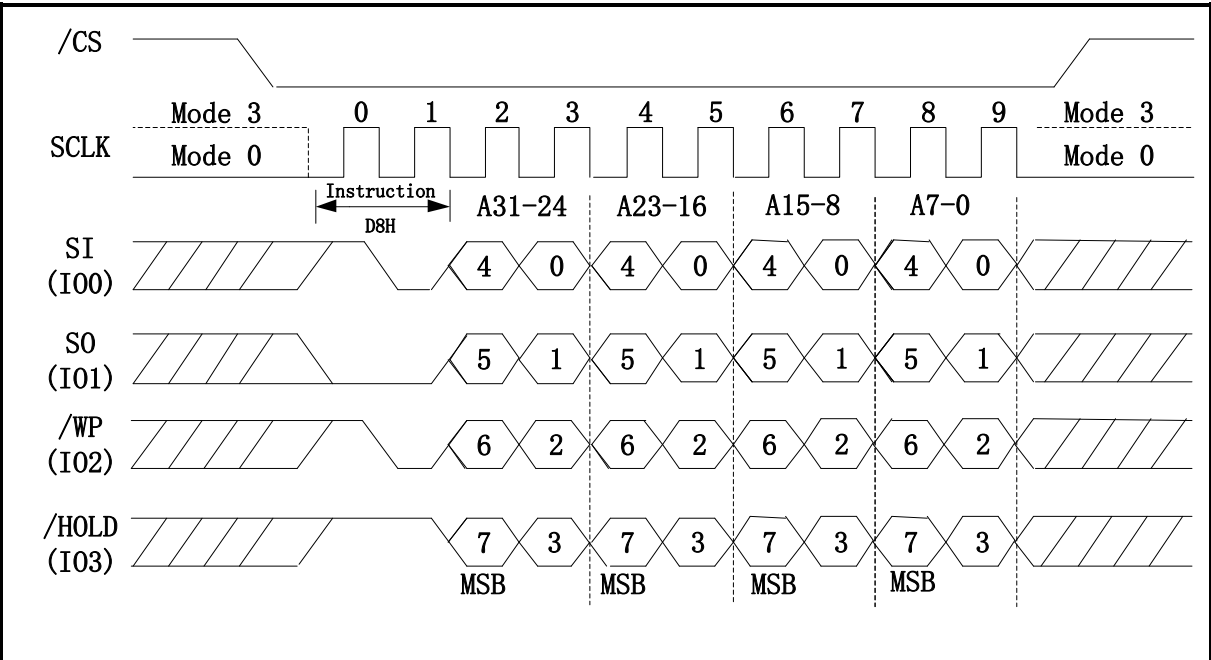 /CS
Mode 3 0 1 2 3 4 5 6 7 8 9 Mode 3
SCLK
Mode 0 Mode 0
Instruction
D8H
A31-24 A23-16 A15-8 A7-0
SI
(IO0)
4 0 4 0 4 0 4 0
SO
(IO1)
5 1 5 1 5 1 5 1
/WP
(IO2)
6 2 6 2 6 2 6 2
/HOLD
(IO3)
7 3 7 3 7 3 7 3
MSB MSB MSB MSB